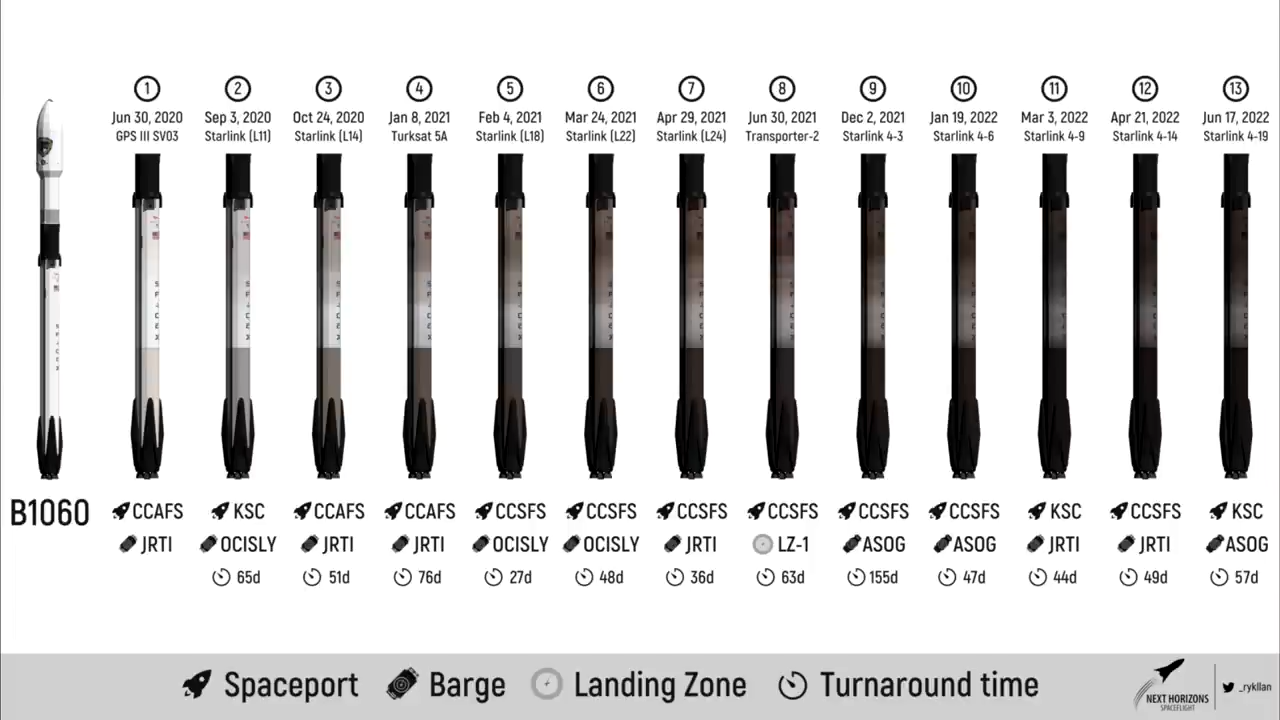 1 2 3 4 5 6 7 8 9 10 11 12 13
Jun 30, 2020 Sep 3, 2020 Oct 24, 2020 Jan 8, 2021 Feb 4, 2021 Mar 24, 2021 Apr 29, 2021 Jun 30, 2021 Dec 2, 2021 Jan 19, 2022 Mar 3, 2022 Apr 21, 2022 Jun 17, 2022
GPS III SV03 Starlink (L11) Starlink (L14) Turksat 5A Starlink (L18) Starlink (L22) Starlink (L24) Transporter-2 Starlink 4-3 Starlink 4-6 Starlink 4-9 Starlink 4-14 Starlink 4-19
B1060 CCAFS KSC CCAFS CCAFS CCSFS CCSFS CCSFS CCSFS CCSFS CCSFS KSC CCSFS KSC
JRTI OCISLY JRTI JRTI OCISLY OCISLY JRTI LZ-1 ASOG ASOG JRTI JRTI ASOG
65d 51d 76d 27d 48d 36d 63d 155d 47d 44d 49d 57d
Spaceport Barge Landing Zone Turnaround time
NEXT HORIZONS
SPACEFLIGHT
_rykllan